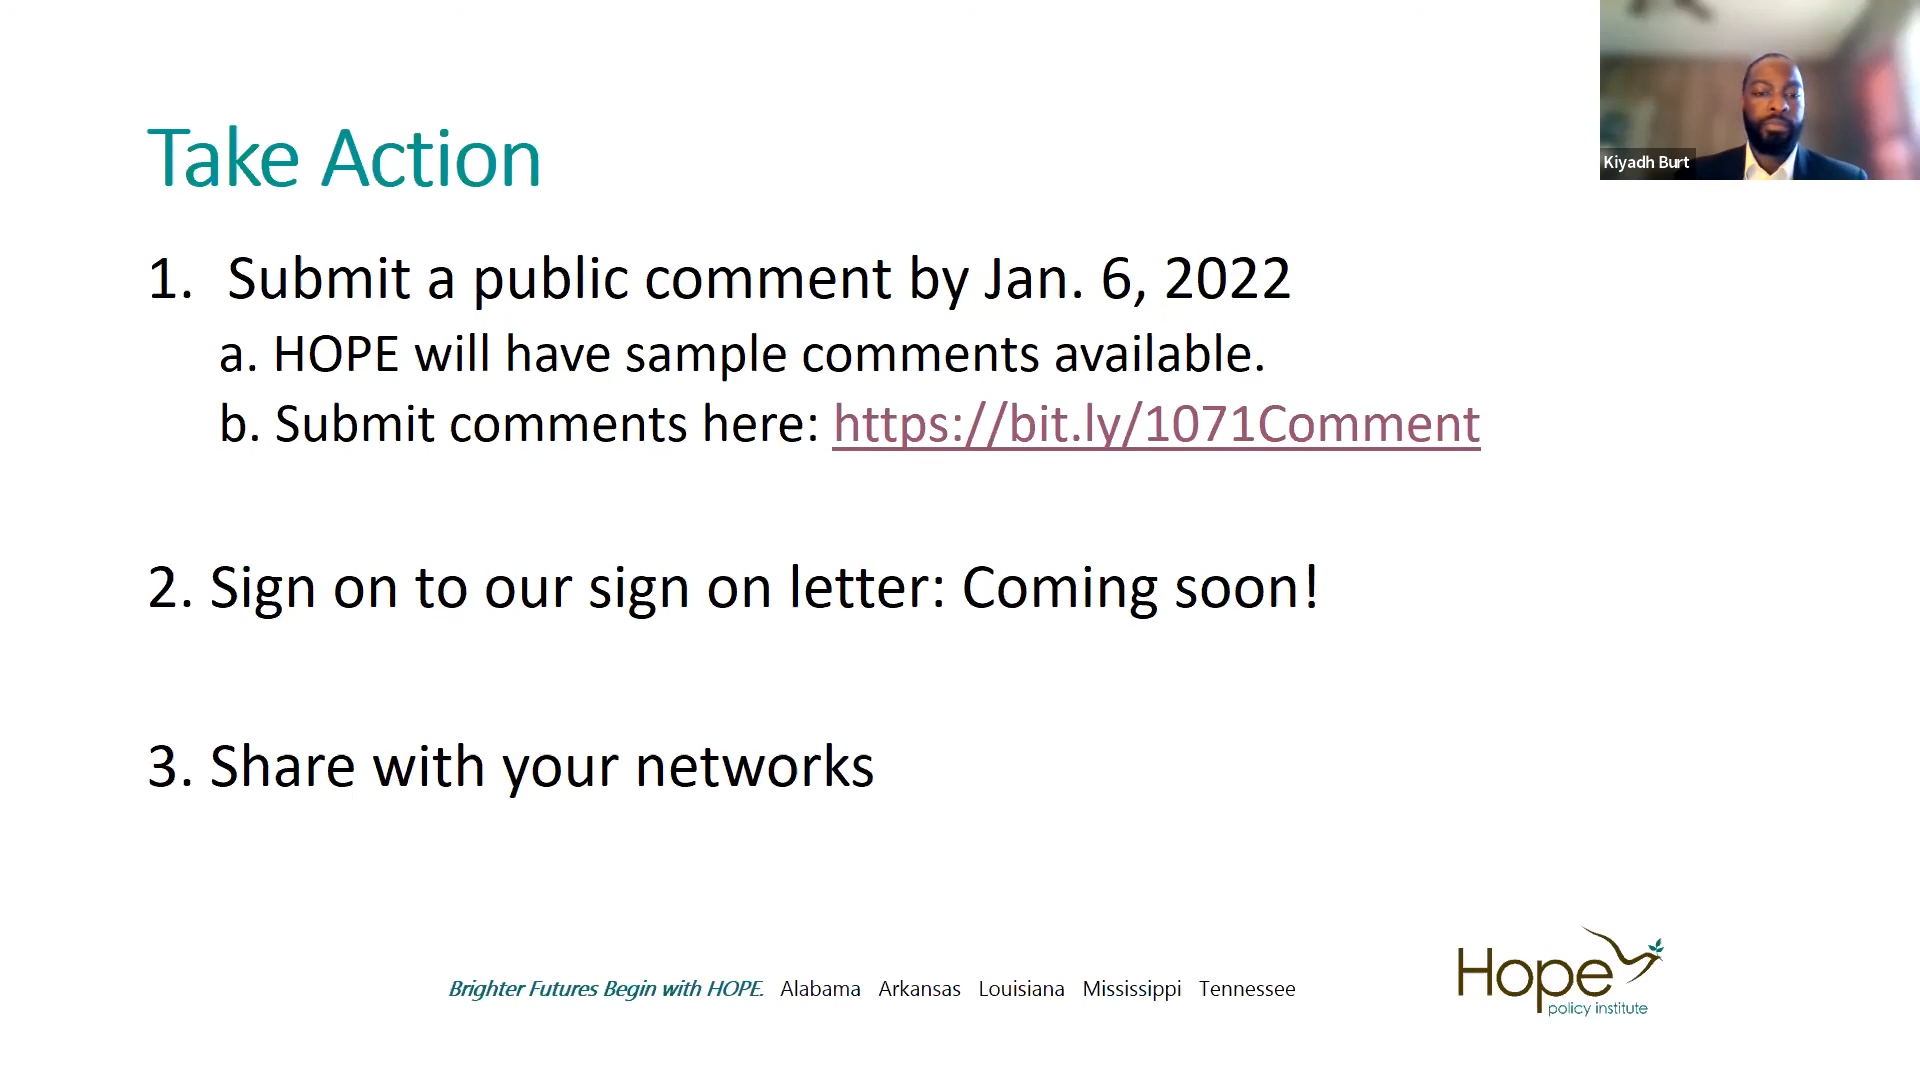 Take Action
Kiyadh Burt
1. Submit a public comment by Jan. 6, 2022
a. HOPE will have sample comments available.
b. Submit comments here: https://bit.ly/1071Comment
2. Sign on to our sign on letter: Coming soon!
3. Share with your networks
Brighter Futures Begin with HOPE. Alabama Arkansas Louisiana Mississippi Tennessee
Hope
policy institute